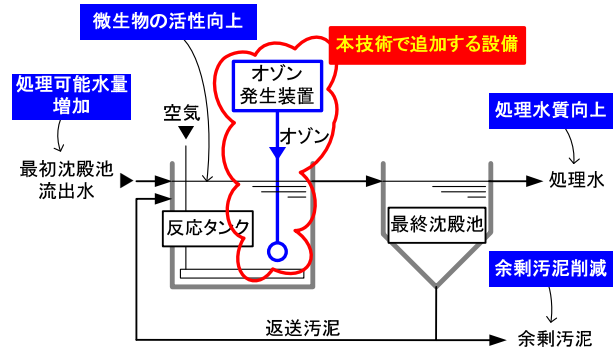 微生物の活性向上
本技術で追加する設備
処理可能水量
増加
オゾン
発生装置
処理水質向上
空気
オゾン
最初沈殿池
流出水
処理水
反応タンク
最終沈殿池
余剰汚泥削減
返送汚泥
余剰汚泥